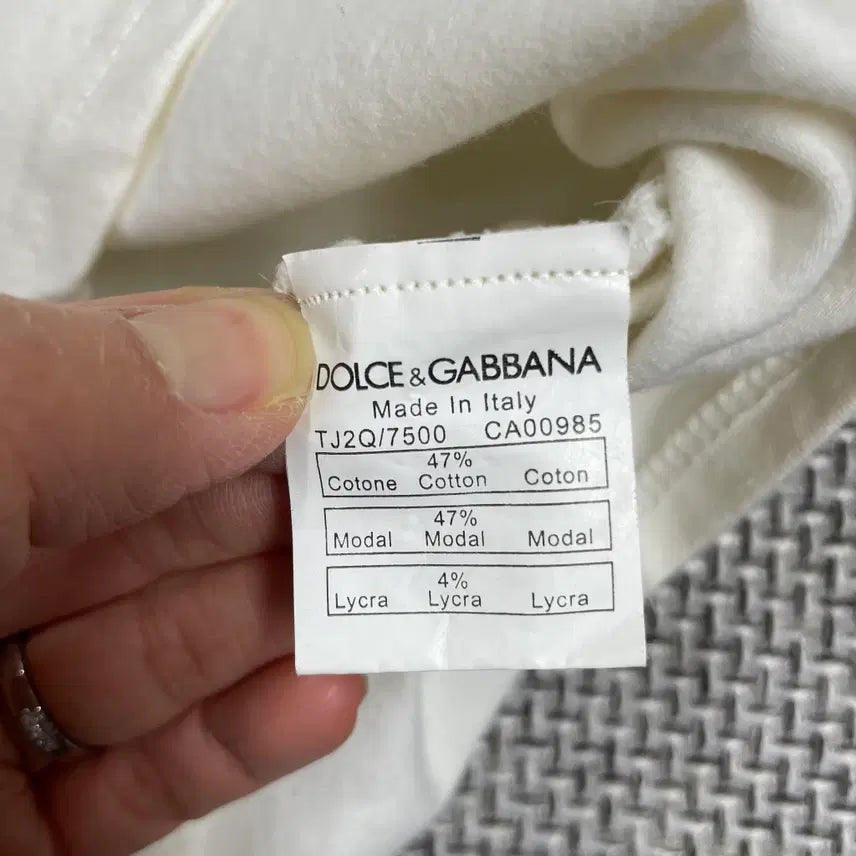 DOLCE & GABBANA
Made In Italy
TJ2Q/7500 CA00985
47%
Cotone Cotton Coton
47%
Modal Modal Modal
4%
Lycra Lycra Lycra